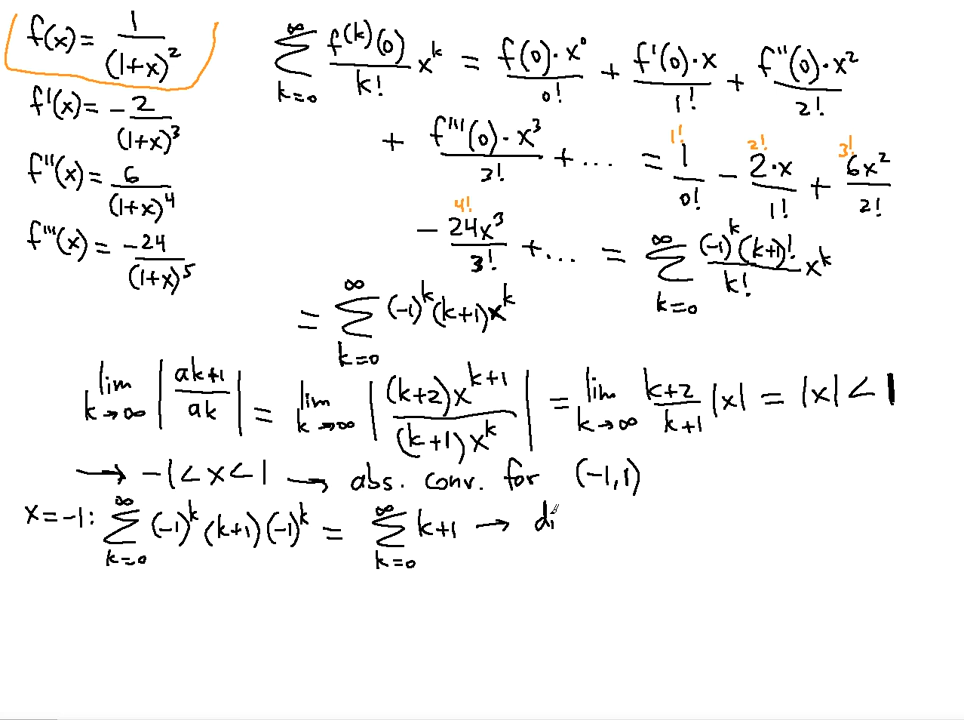 f(x) = 1/(1+x)^2
f'(x) = -2/(1+x)^3
f''(x) = 6/(1+x)^4
f'''(x) = -24/(1+x)^5
∑_{k=0}^{∞} f^(k)(0)/k! x^k = f(0)·x^0/0! + f'(0)·x/1! + f''(0)·x^2/2!
+ f'''(0)·x^3/3! + ... = 1/0! - 2·x/1! + 6x^2/2!
1! 2! 3!
- 24x^3/3! + ... = ∑_{k=0}^{∞} (-1)^k (k+1)!/k! x^k
4!
= ∑_{k=0}^{∞} (-1)^k (k+1)x^k
lim_{k→∞} |ak+1/ak| = lim_{k→∞} |(k+2)x^{k+1}/(k+1)x^k| = lim_{k→∞} k+2/k+1 |x| = |x| < 1
→ -1<x<1 → abs. conv. for (-1,1)
x=-1: ∑_{k=0}^{∞} (-1)^k (k+1)(-1)^k = ∑_{k=0}^{∞} k+1 → di